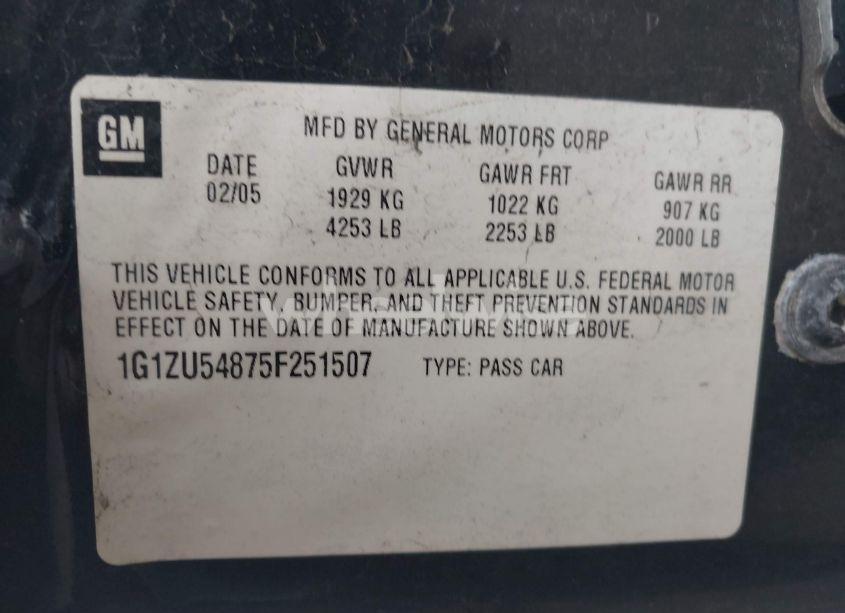 GM
MFD BY GENERAL MOTORS CORP
DATE GVWR GAWR FRT GAWR RR
02/05 1929 KG 1022 KG 907 KG
4253 LB 2253 LB 2000 LB
THIS VEHICLE CONFORMS TO ALL APPLICABLE U.S. FEDERAL MOTOR
VEHICLE SAFETY, BUMPER, AND THEFT PREVENTION STANDARDS IN
EFFECT ON THE DATE OF MANUFACTURE SHOWN ABOVE.
1G1ZU54875F251507 TYPE: PASS CAR